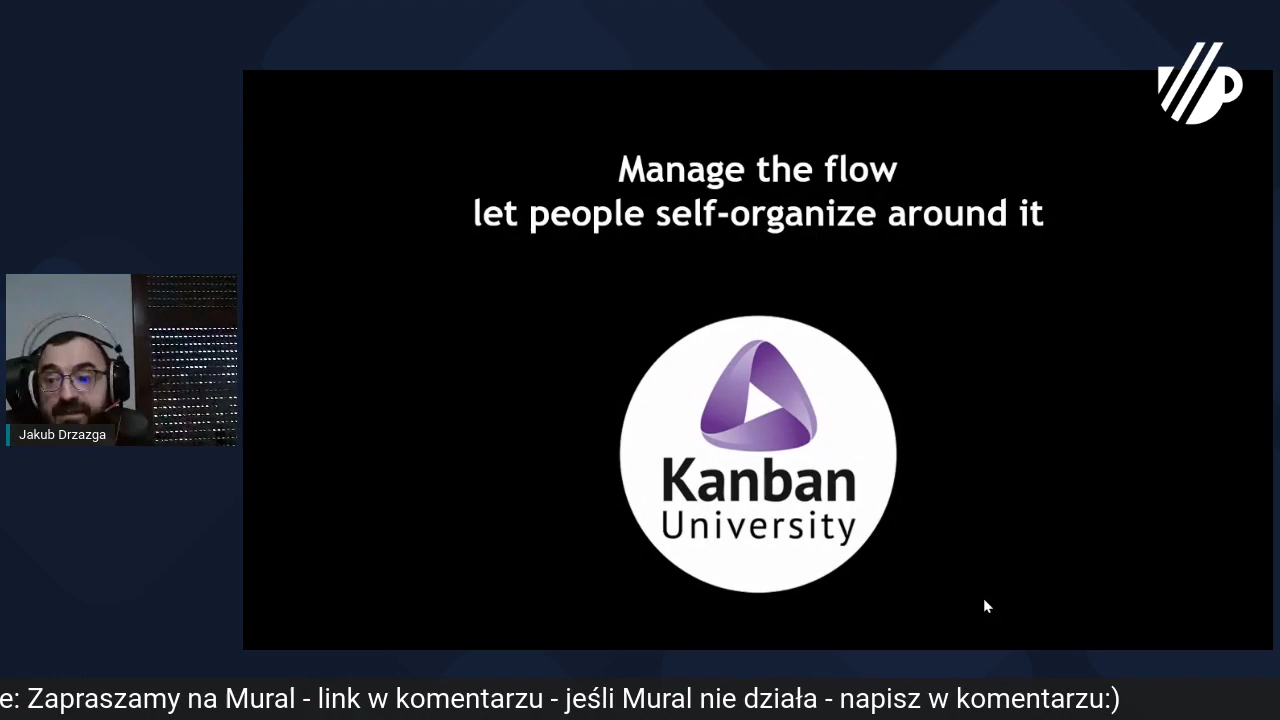 Manage the flow
let people self-organize around it
Kanban
University
Jakub Drzazga
e: Zapraszamy na Mural - link w komentarzu - jeśli Mural nie działa - napisz w komentarzu:)